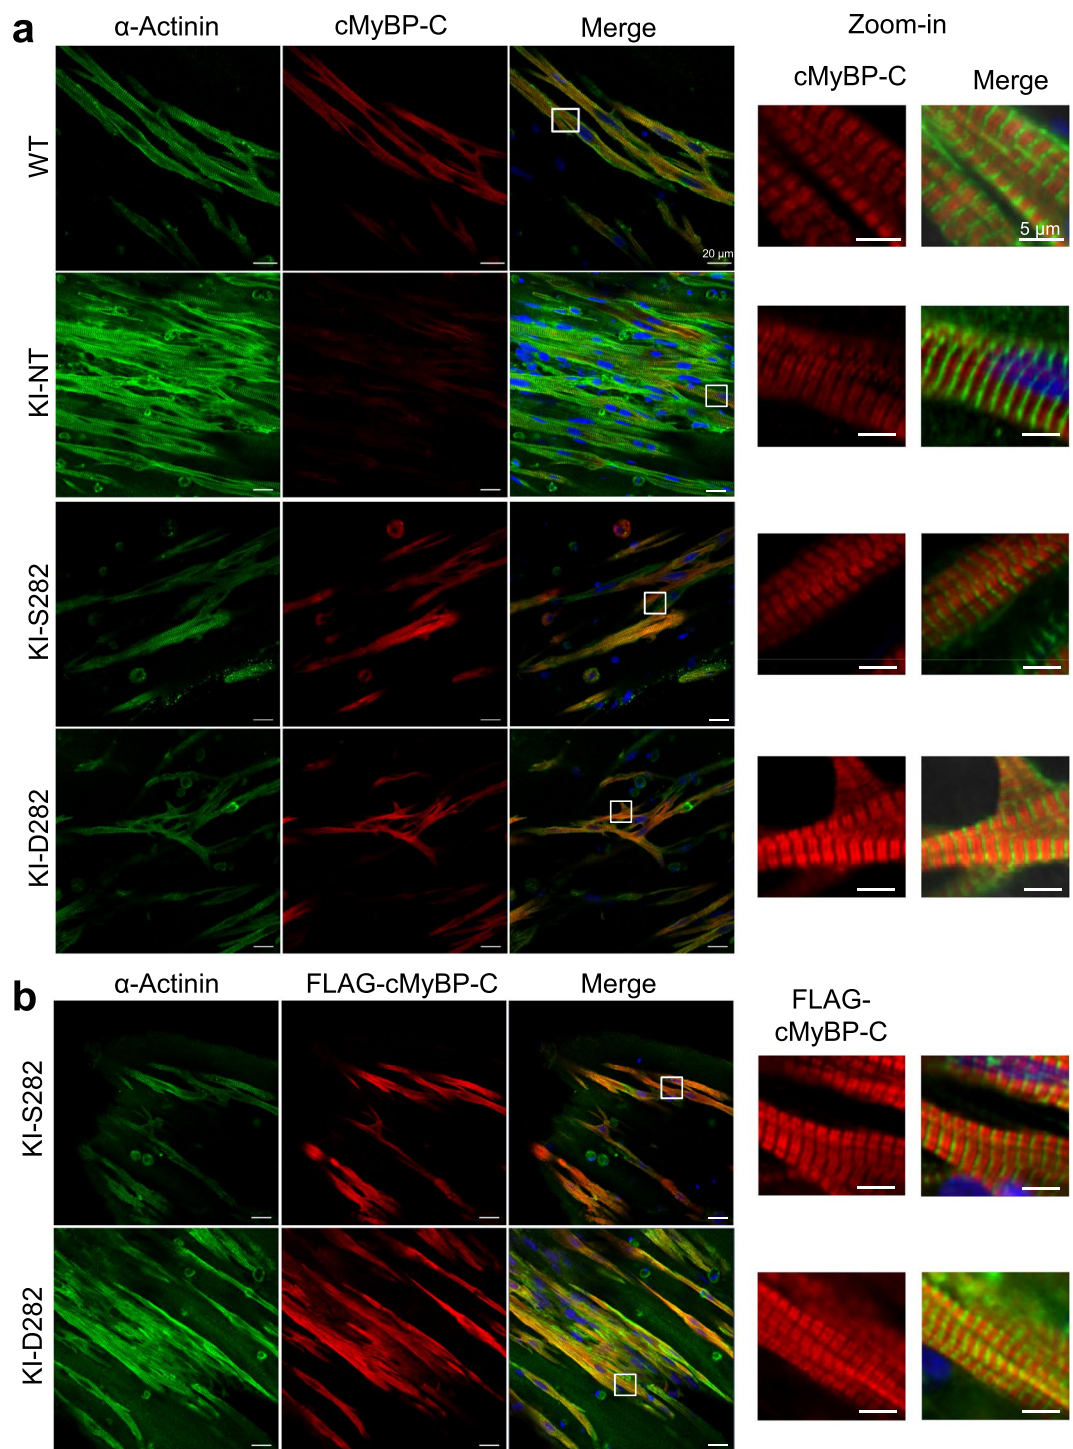 a
α-Actinin
cMyBP-C
Merge
Zoom-in
cMyBP-C
Merge
WT
20 µm
5 µm
KI-NT
KI-S282
KI-D282
b
α-Actinin
FLAG-cMyBP-C
Merge
FLAG-
cMyBP-C
KI-S282
KI-D282